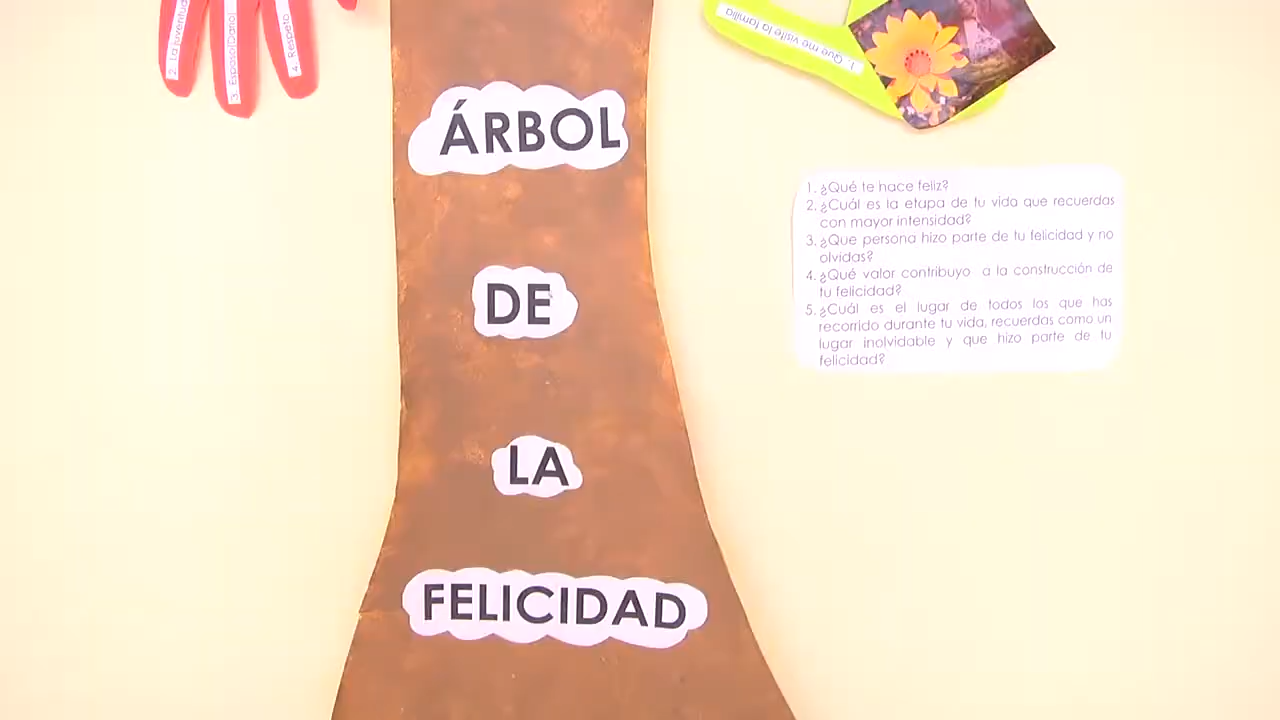 2. La juventud
3. Esposo(Dario)
4. Respeto
1. Que me visite la familia
ÁRBOL
DE
LA
FELICIDAD
1. ¿Qué te hace feliz?
2. ¿Cuál es la etapa de tu vida que recuerdas
con mayor intensidad?
3. ¿Que persona hizo parte de tu felicidad y no
olvidas?
4. ¿Qué valor contribuyo a la construcción de
tu felicidad?
5. ¿Cuál es el lugar de todos los que has
recorrido durante tu vida, recuerdas como un
lugar inolvidable y que hizo parte de tu
felicidad?